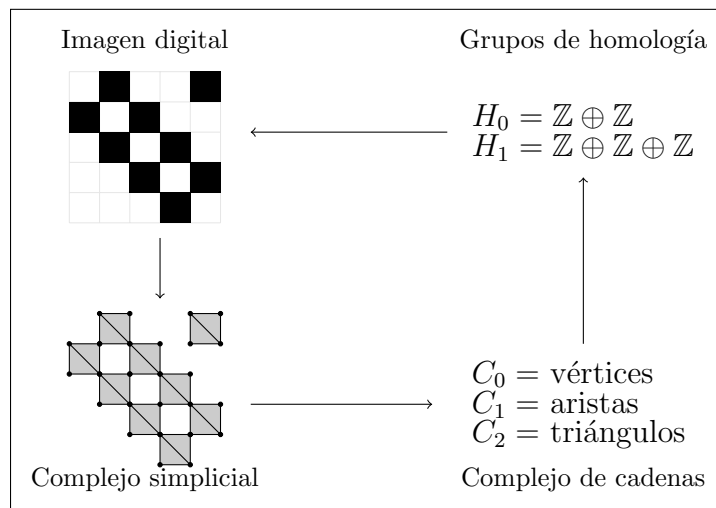 Imagen digital
Grupos de homología
H₀ = ℤ ⊕ ℤ
H₁ = ℤ ⊕ ℤ ⊕ ℤ
C₀ = vértices
C₁ = aristas
C₂ = triángulos
Complejo simplicial
Complejo de cadenas